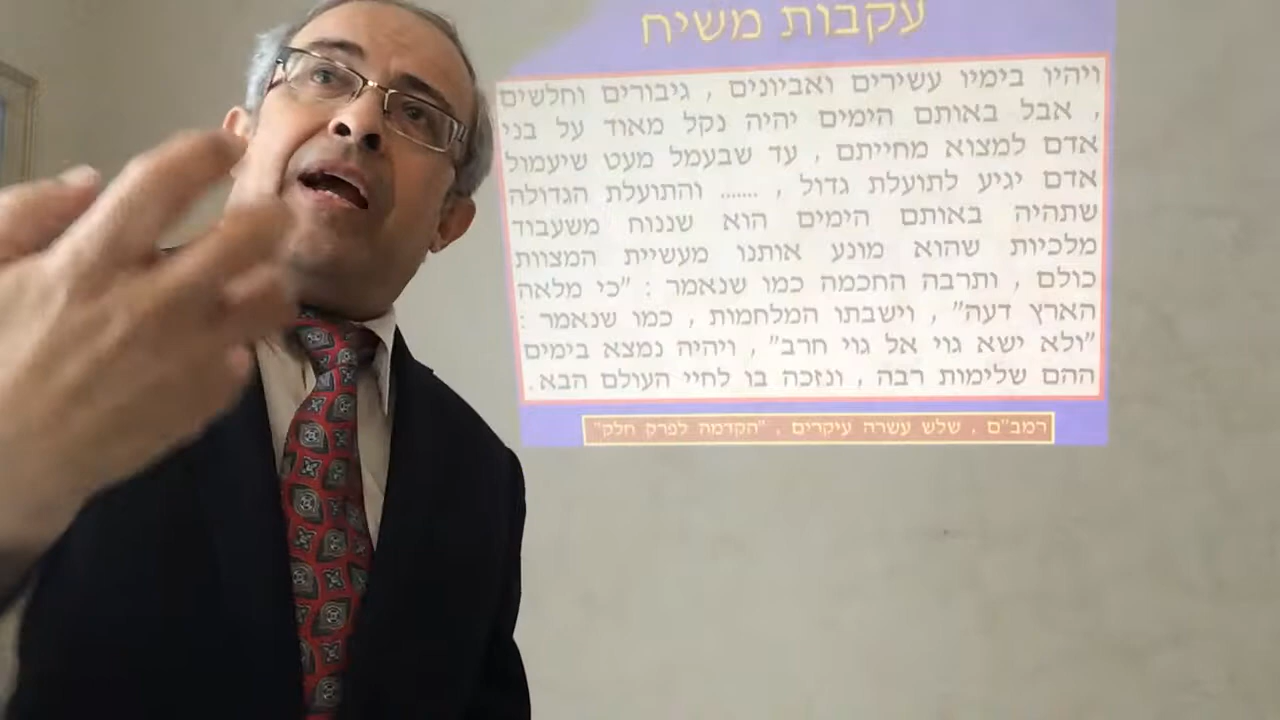 עקבות משיח
ויהיו בימיו עשירים ואביונים , גיבורים וחלשים
, אבל באותם הימים יהיה נקל מאוד על בני
אדם למצוא מחייתם , עד שבעמל מעט שיעמול
אדם יגיע לתועלת גדול , ....... והתועלת הגדולה
שתהיה באותם הימים הוא שננוח משעבוד
מלכיות שהוא מונע אותנו מעשיית המצוות
כולם , ותרבה החכמה כמו שנאמר : "כי מלאה
הארץ דעה" , וישבתו המלחמות , כמו שנאמר :
"ולא ישא גוי אל גוי חרב" , ויהיה נמצא בימים
ההם שלימות רבה , ונזכה בו לחיי העולם הבא.
רמב"ם , שלש עשרה עיקרים , "הקדמה לפרק חלק"